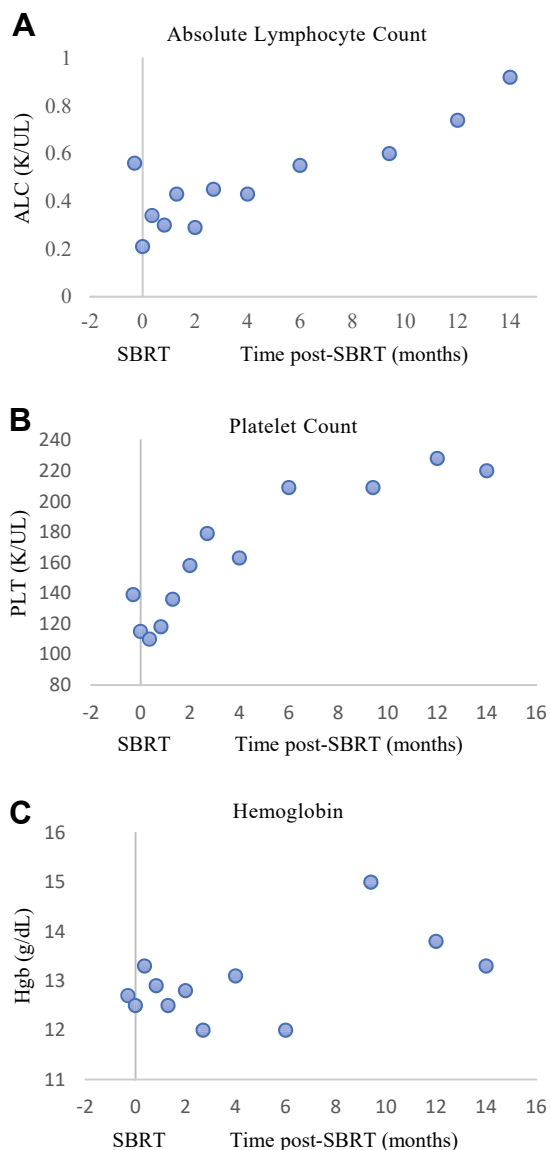 A
Absolute Lymphocyte Count
ALC (K/UL)
1
0.8
0.6
0.4
0.2
0
-2 0 2 4 6 8 10 12 14
SBRT Time post-SBRT (months)
B
Platelet Count
PLT (K/UL)
240
220
200
180
160
140
120
100
80
-2 0 2 4 6 8 10 12 14 16
SBRT Time post-SBRT (months)
C
Hemoglobin
Hgb (g/dL)
16
15
14
13
12
11
-2 0 2 4 6 8 10 12 14 16
SBRT Time post-SBRT (months)